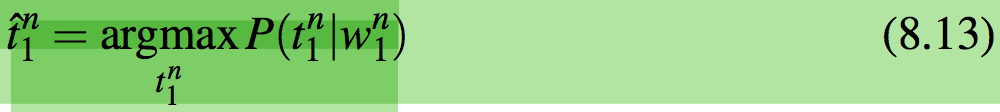 t̂₁ⁿ = argmax P(t₁ⁿ|w₁ⁿ) (8.13)
t₁ⁿ